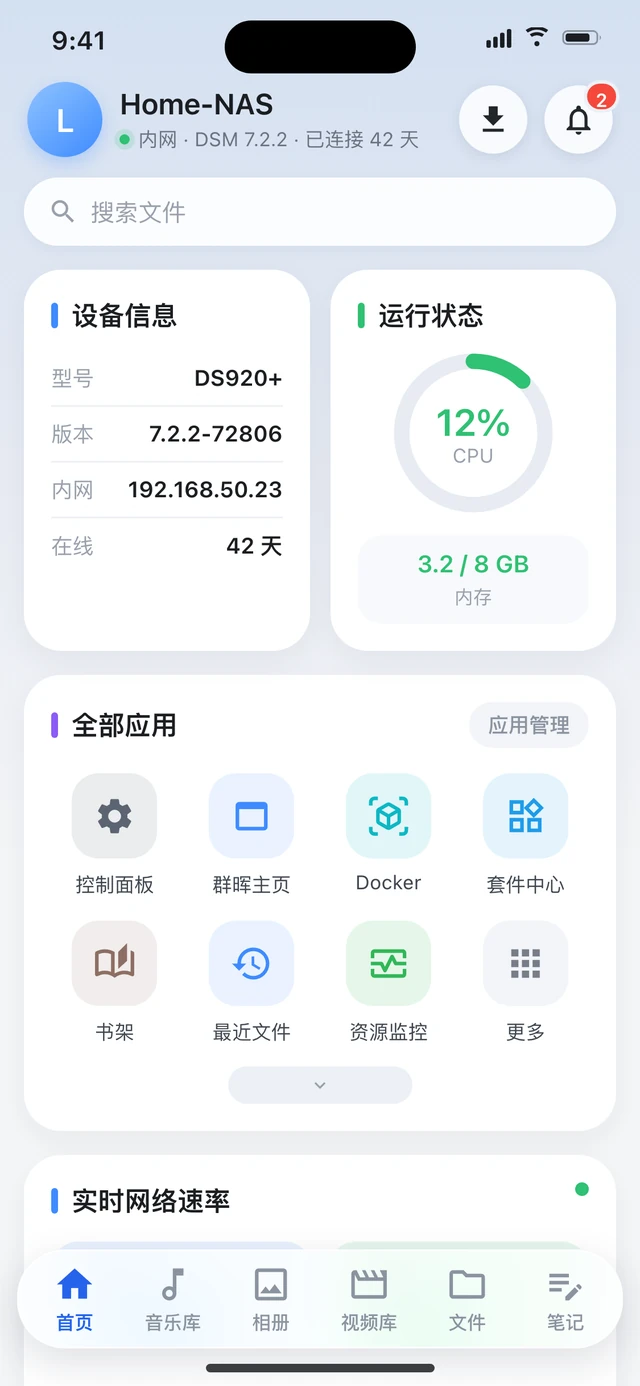 9:41
L
Home-NAS
内网 · DSM 7.2.2 · 已连接 42 天
2
搜索文件
设备信息
型号 DS920+
版本 7.2.2-72806
内网 192.168.50.23
在线 42 天
运行状态
12%
CPU
3.2 / 8 GB
内存
全部应用
应用管理
控制面板 群晖主页 Docker 套件中心
书架 最近文件 资源监控 更多
实时网络速率
首页 音乐库 相册 视频库 文件 笔记